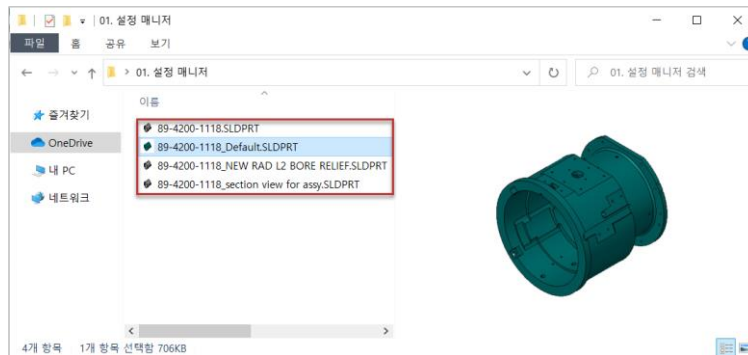 01. 설정 매니저
파일 홈 공유 보기
01. 설정 매니저
01. 설정 매니저 검색
이름
즐겨찾기
OneDrive
내 PC
네트워크
89-4200-1118.SLDPRT
89-4200-1118_Default.SLDPRT
89-4200-1118_NEW RAD L2 BORE RELIEF.SLDPRT
89-4200-1118_section view for assy.SLDPRT
4개 항목 1개 항목 선택함 706KB